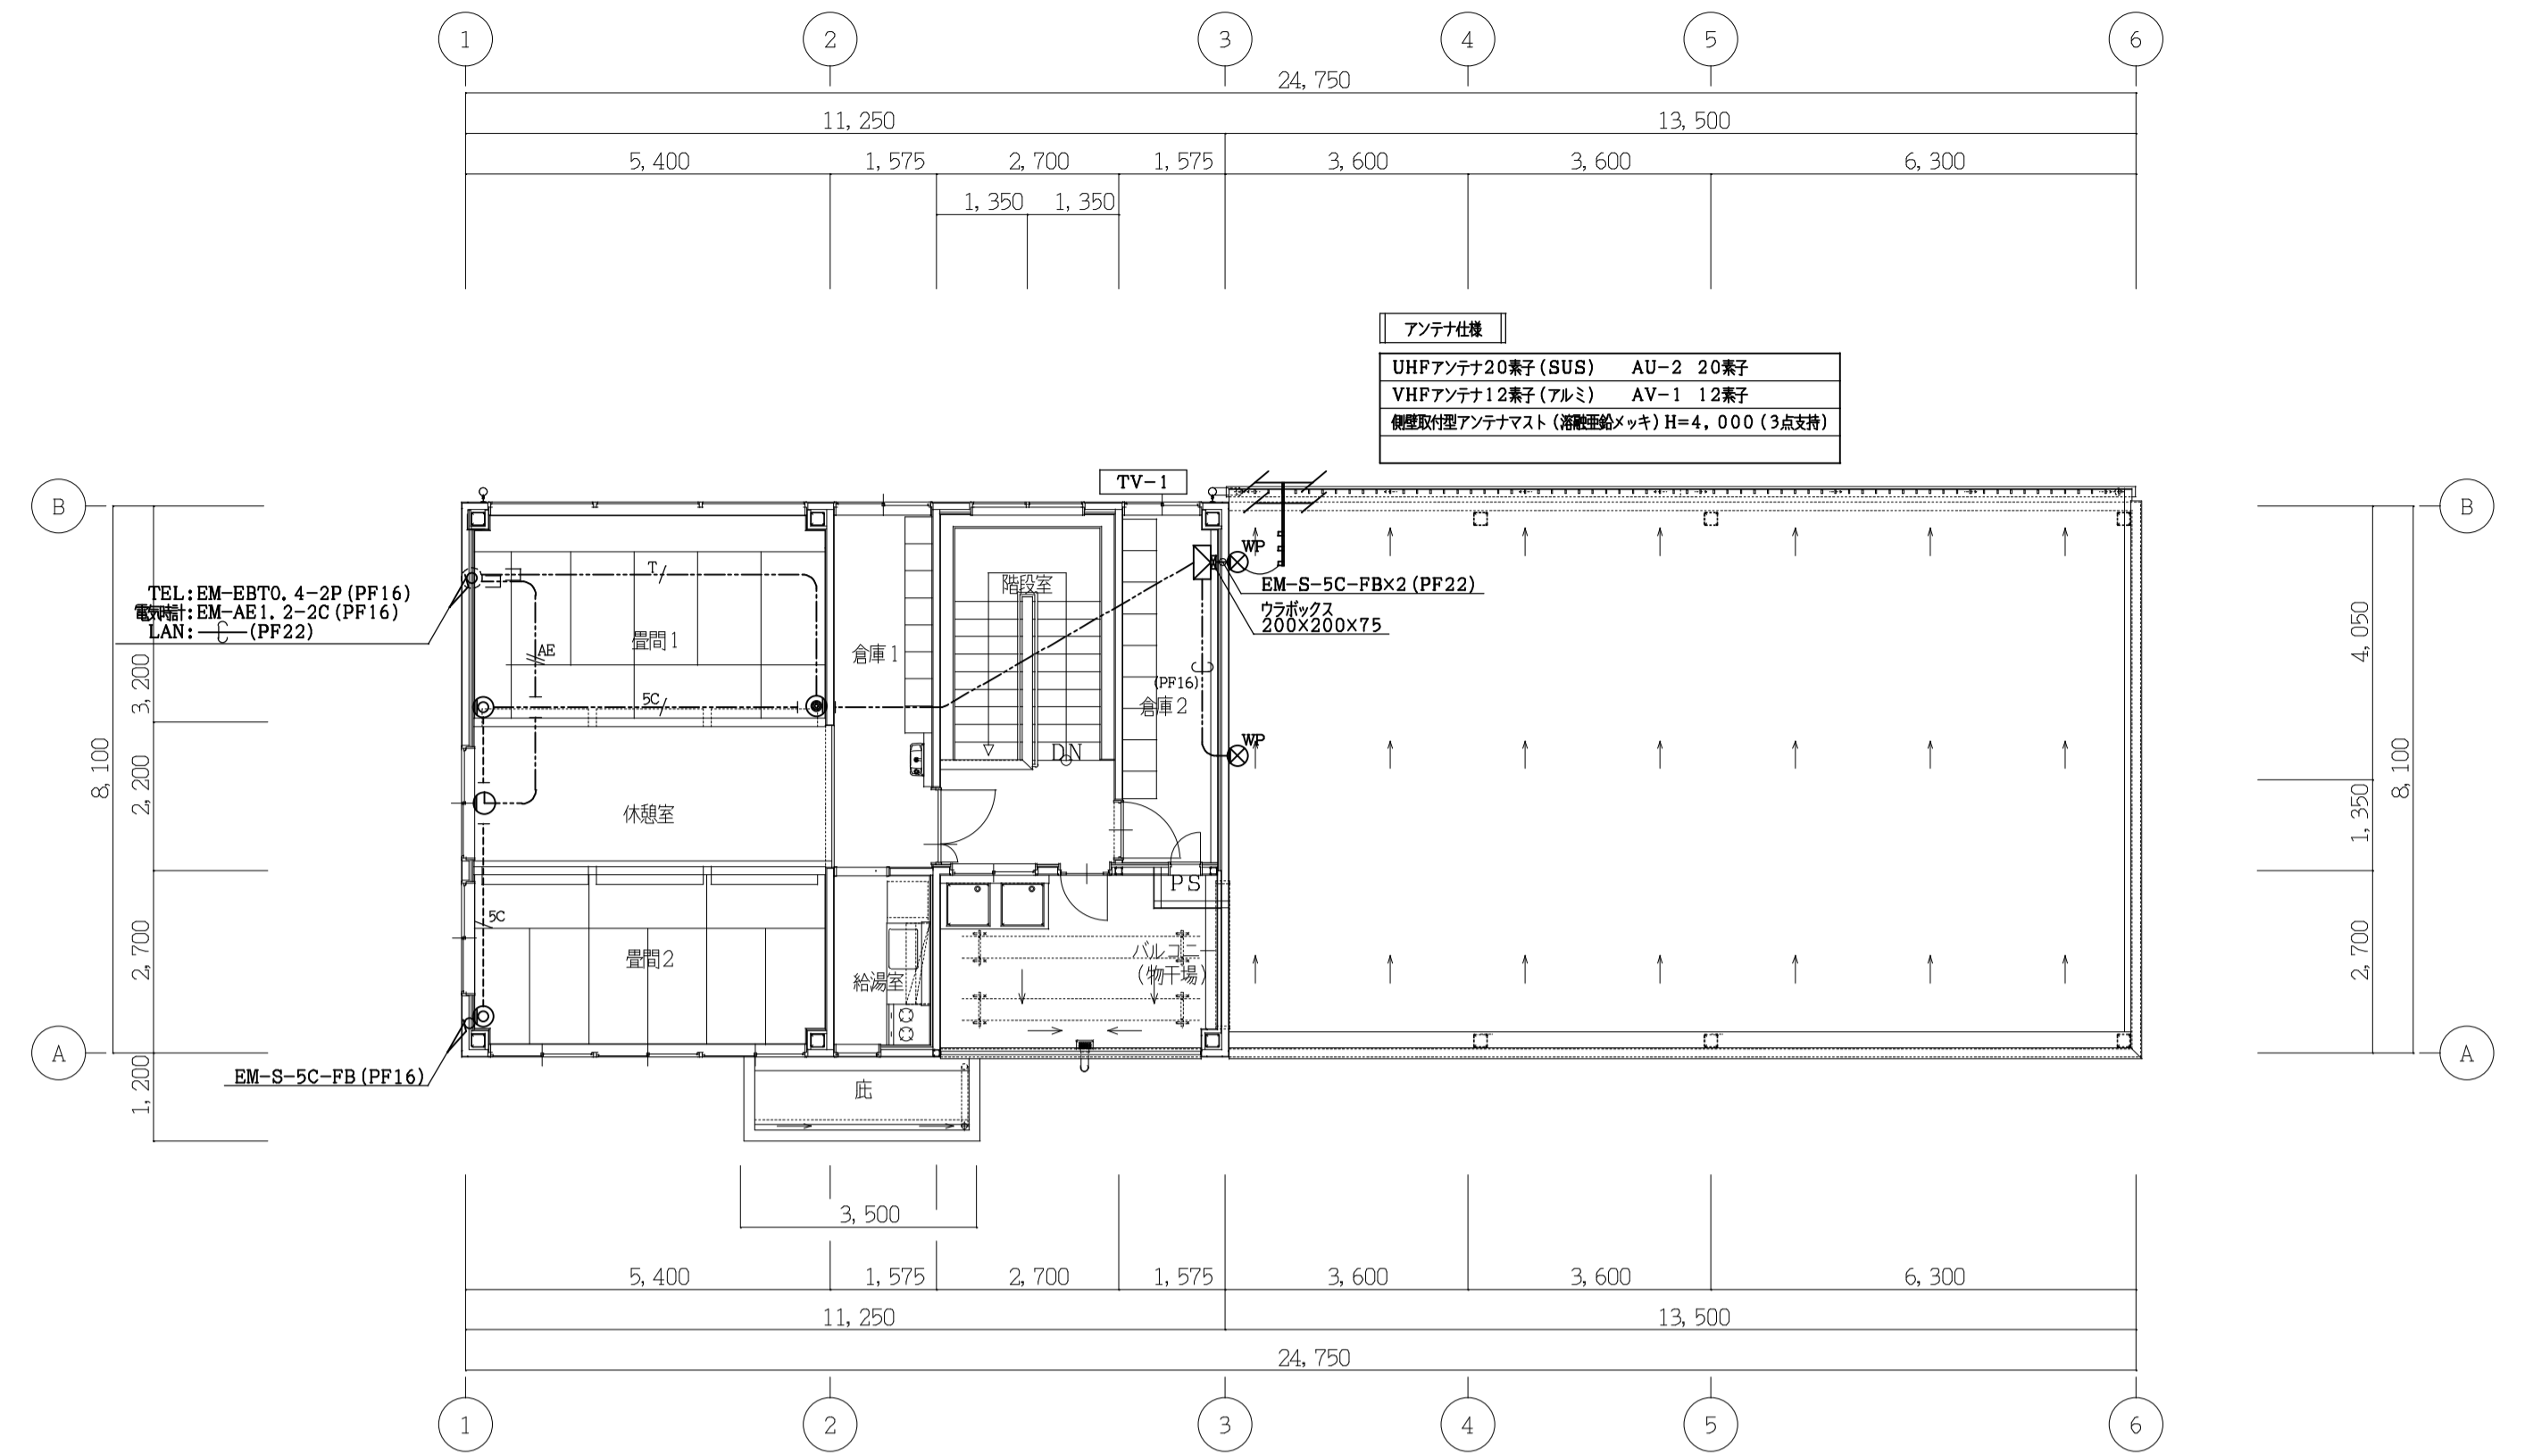 1 2 3 4 5 6
24,750
11,250 13,500
5,400 1,575 2,700 1,575 3,600 3,600 6,300
1,350 1,350
アンテナ仕様
UHFアンテナ20素子(SUS) AU-2 20素子
VHFアンテナ12素子(アルミ) AV-1 12素子
側壁取付型アンテナマスト(溶融亜鉛メッキ)H=4,000(3点支持)
TV-1
B B
WP
T
階段室
EM-S-5C-FB×2(PF22)
TEL:EM-EBT0.4-2P(PF16)
電気時計:EM-AE1.2-2C(PF16)
LAN: (PF22)
ウラボックス
200×200×75
4,050
畳間1
倉庫1
AE
3,200
(PF16)
倉庫2
5C
WP
DN
8,100
2,200
休憩室
1,350
8,100
PS
5C
2,700
畳間2
給湯室
バルコニー
(物干場)
2,700
A A
EM-S-5C-FB(PF16)
庇
1,200
3,500
5,400 1,575 2,700 1,575 3,600 3,600 6,300
11,250 13,500
24,750
1 2 3 4 5 6